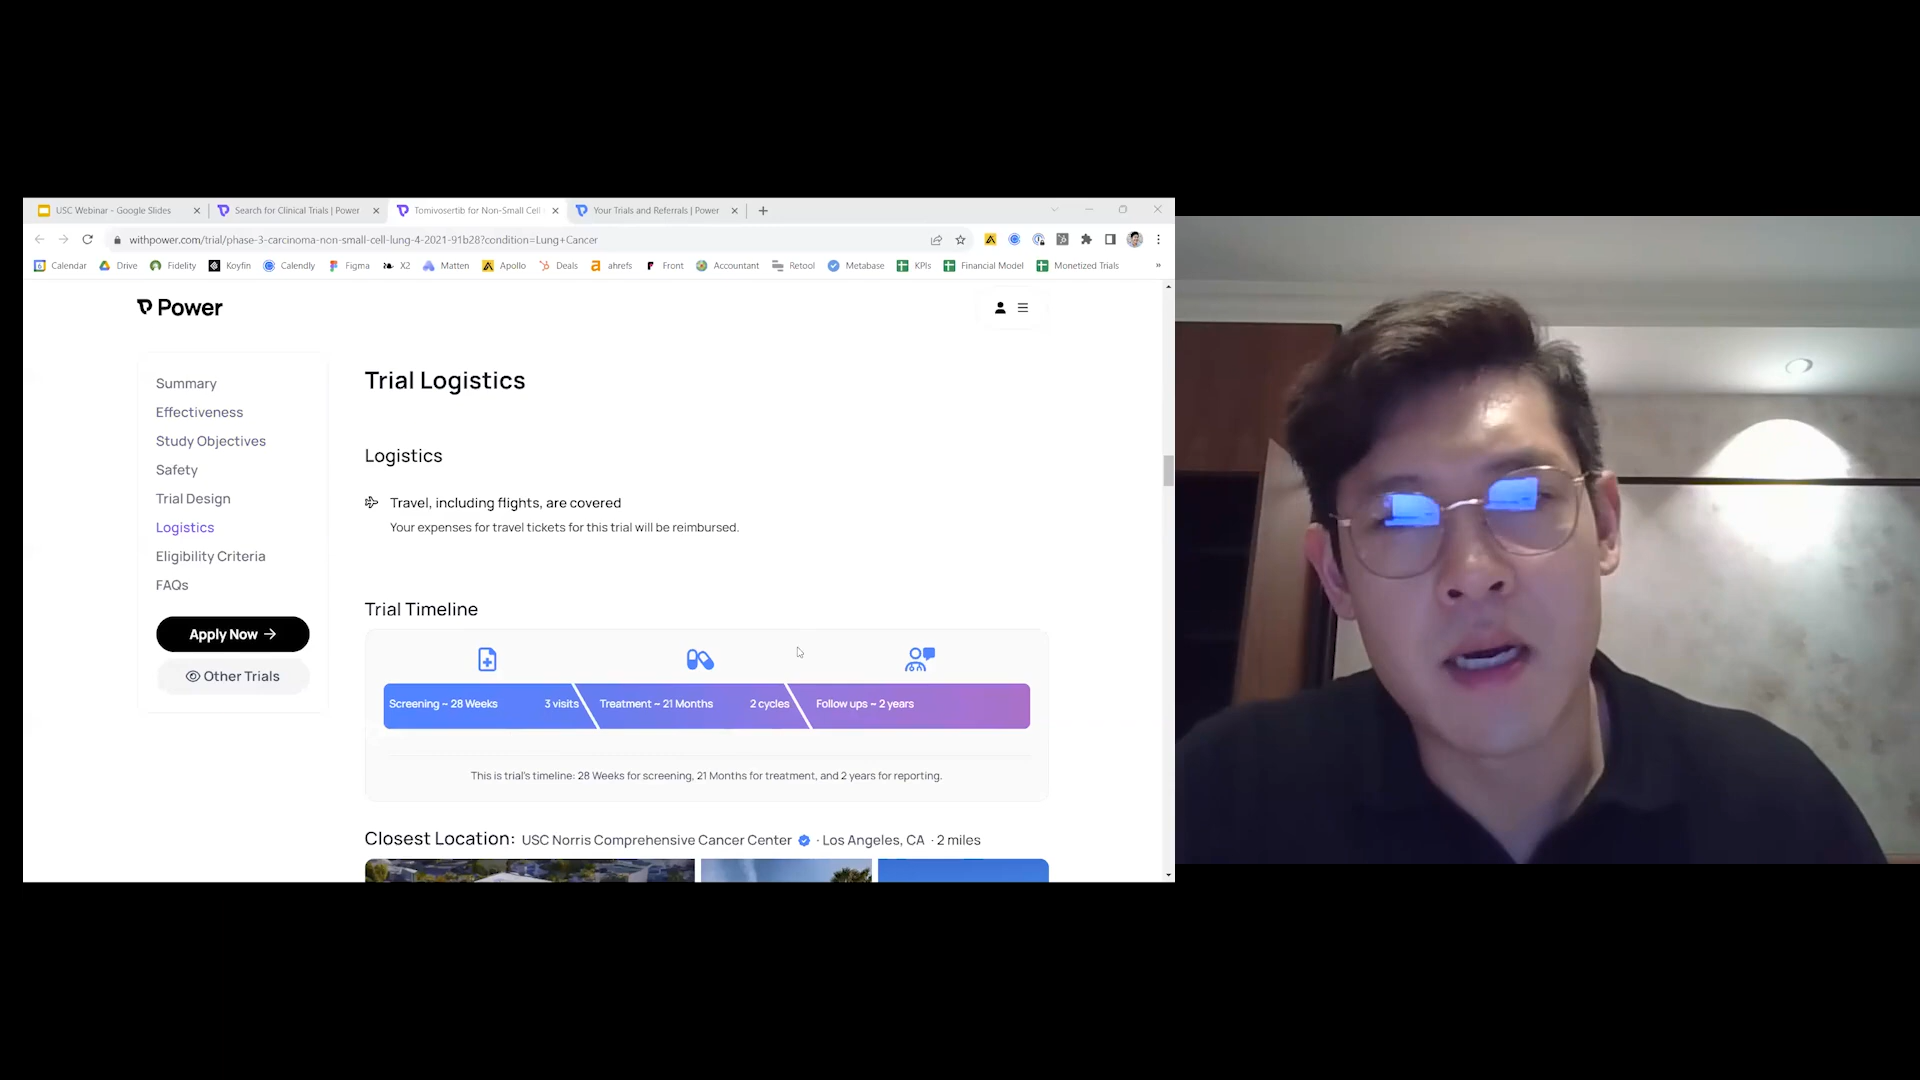 USC Webinar - Google Slides
Search for Clinical Trials | Power
Tomivosertib for Non-Small Cell
Your Trials and Referrals | Power
withpower.com/trial/phase-3-carcinoma-non-small-cell-lung-4-2021-91b28?condition=Lung+Cancer
Calendar Drive Fidelity Koyfin Calendly Figma X2 Matten Apollo Deals ahrefs Front Accountant Retool Metabase KPIs Financial Model Monetized Trials »
Power
Summary
Effectiveness
Study Objectives
Safety
Trial Design
Logistics
Eligibility Criteria
FAQs
Apply Now →
Other Trials
Trial Logistics
Logistics
Travel, including flights, are covered
Your expenses for travel tickets for this trial will be reimbursed.
Trial Timeline
Screening ~ 28 Weeks 3 visits Treatment ~ 21 Months 2 cycles Follow ups ~ 2 years
This is trial's timeline: 28 Weeks for screening, 21 Months for treatment, and 2 years for reporting.
Closest Location: USC Norris Comprehensive Cancer Center · Los Angeles, CA · 2 miles